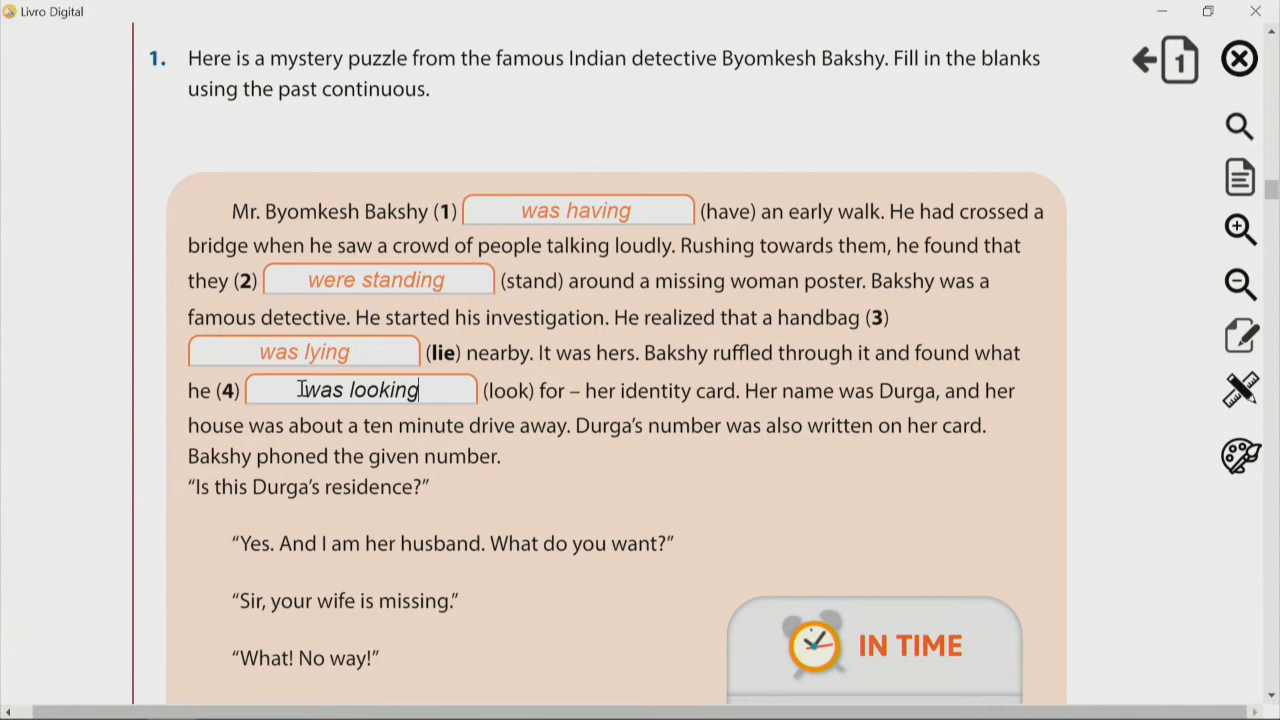 Livro Digital
1. Here is a mystery puzzle from the famous Indian detective Byomkesh Bakshy. Fill in the blanks
using the past continuous.
1
Mr. Byomkesh Bakshy (1) was having (have) an early walk. He had crossed a
bridge when he saw a crowd of people talking loudly. Rushing towards them, he found that
they (2) were standing (stand) around a missing woman poster. Bakshy was a
famous detective. He started his investigation. He realized that a handbag (3)
was lying (lie) nearby. It was hers. Bakshy ruffled through it and found what
he (4) was looking (look) for – her identity card. Her name was Durga, and her
house was about a ten minute drive away. Durga’s number was also written on her card.
Bakshy phoned the given number.
“Is this Durga’s residence?”
“Yes. And I am her husband. What do you want?”
“Sir, your wife is missing.”
“What! No way!”
IN TIME